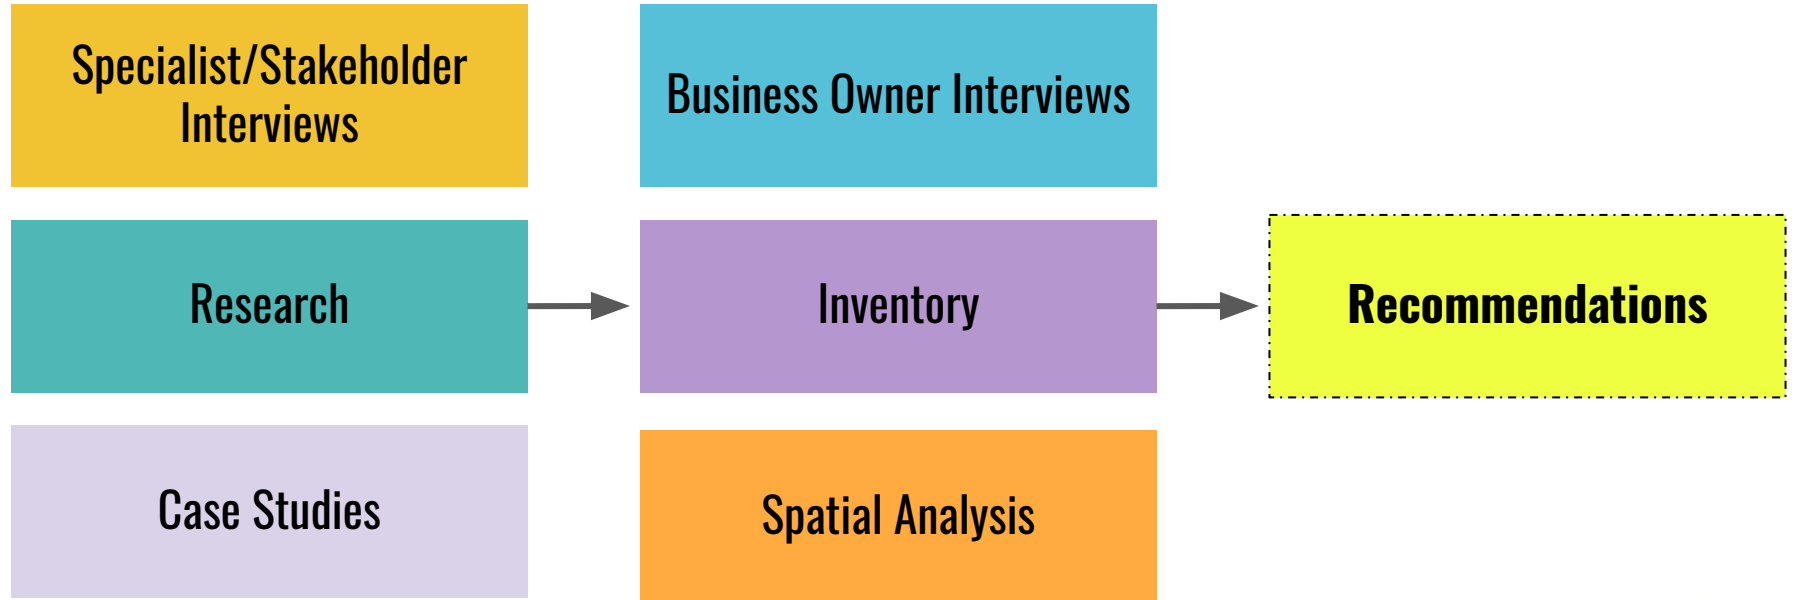 Specialist/Stakeholder
Interviews
Business Owner Interviews
Research
Inventory
Recommendations
Case Studies
Spatial Analysis